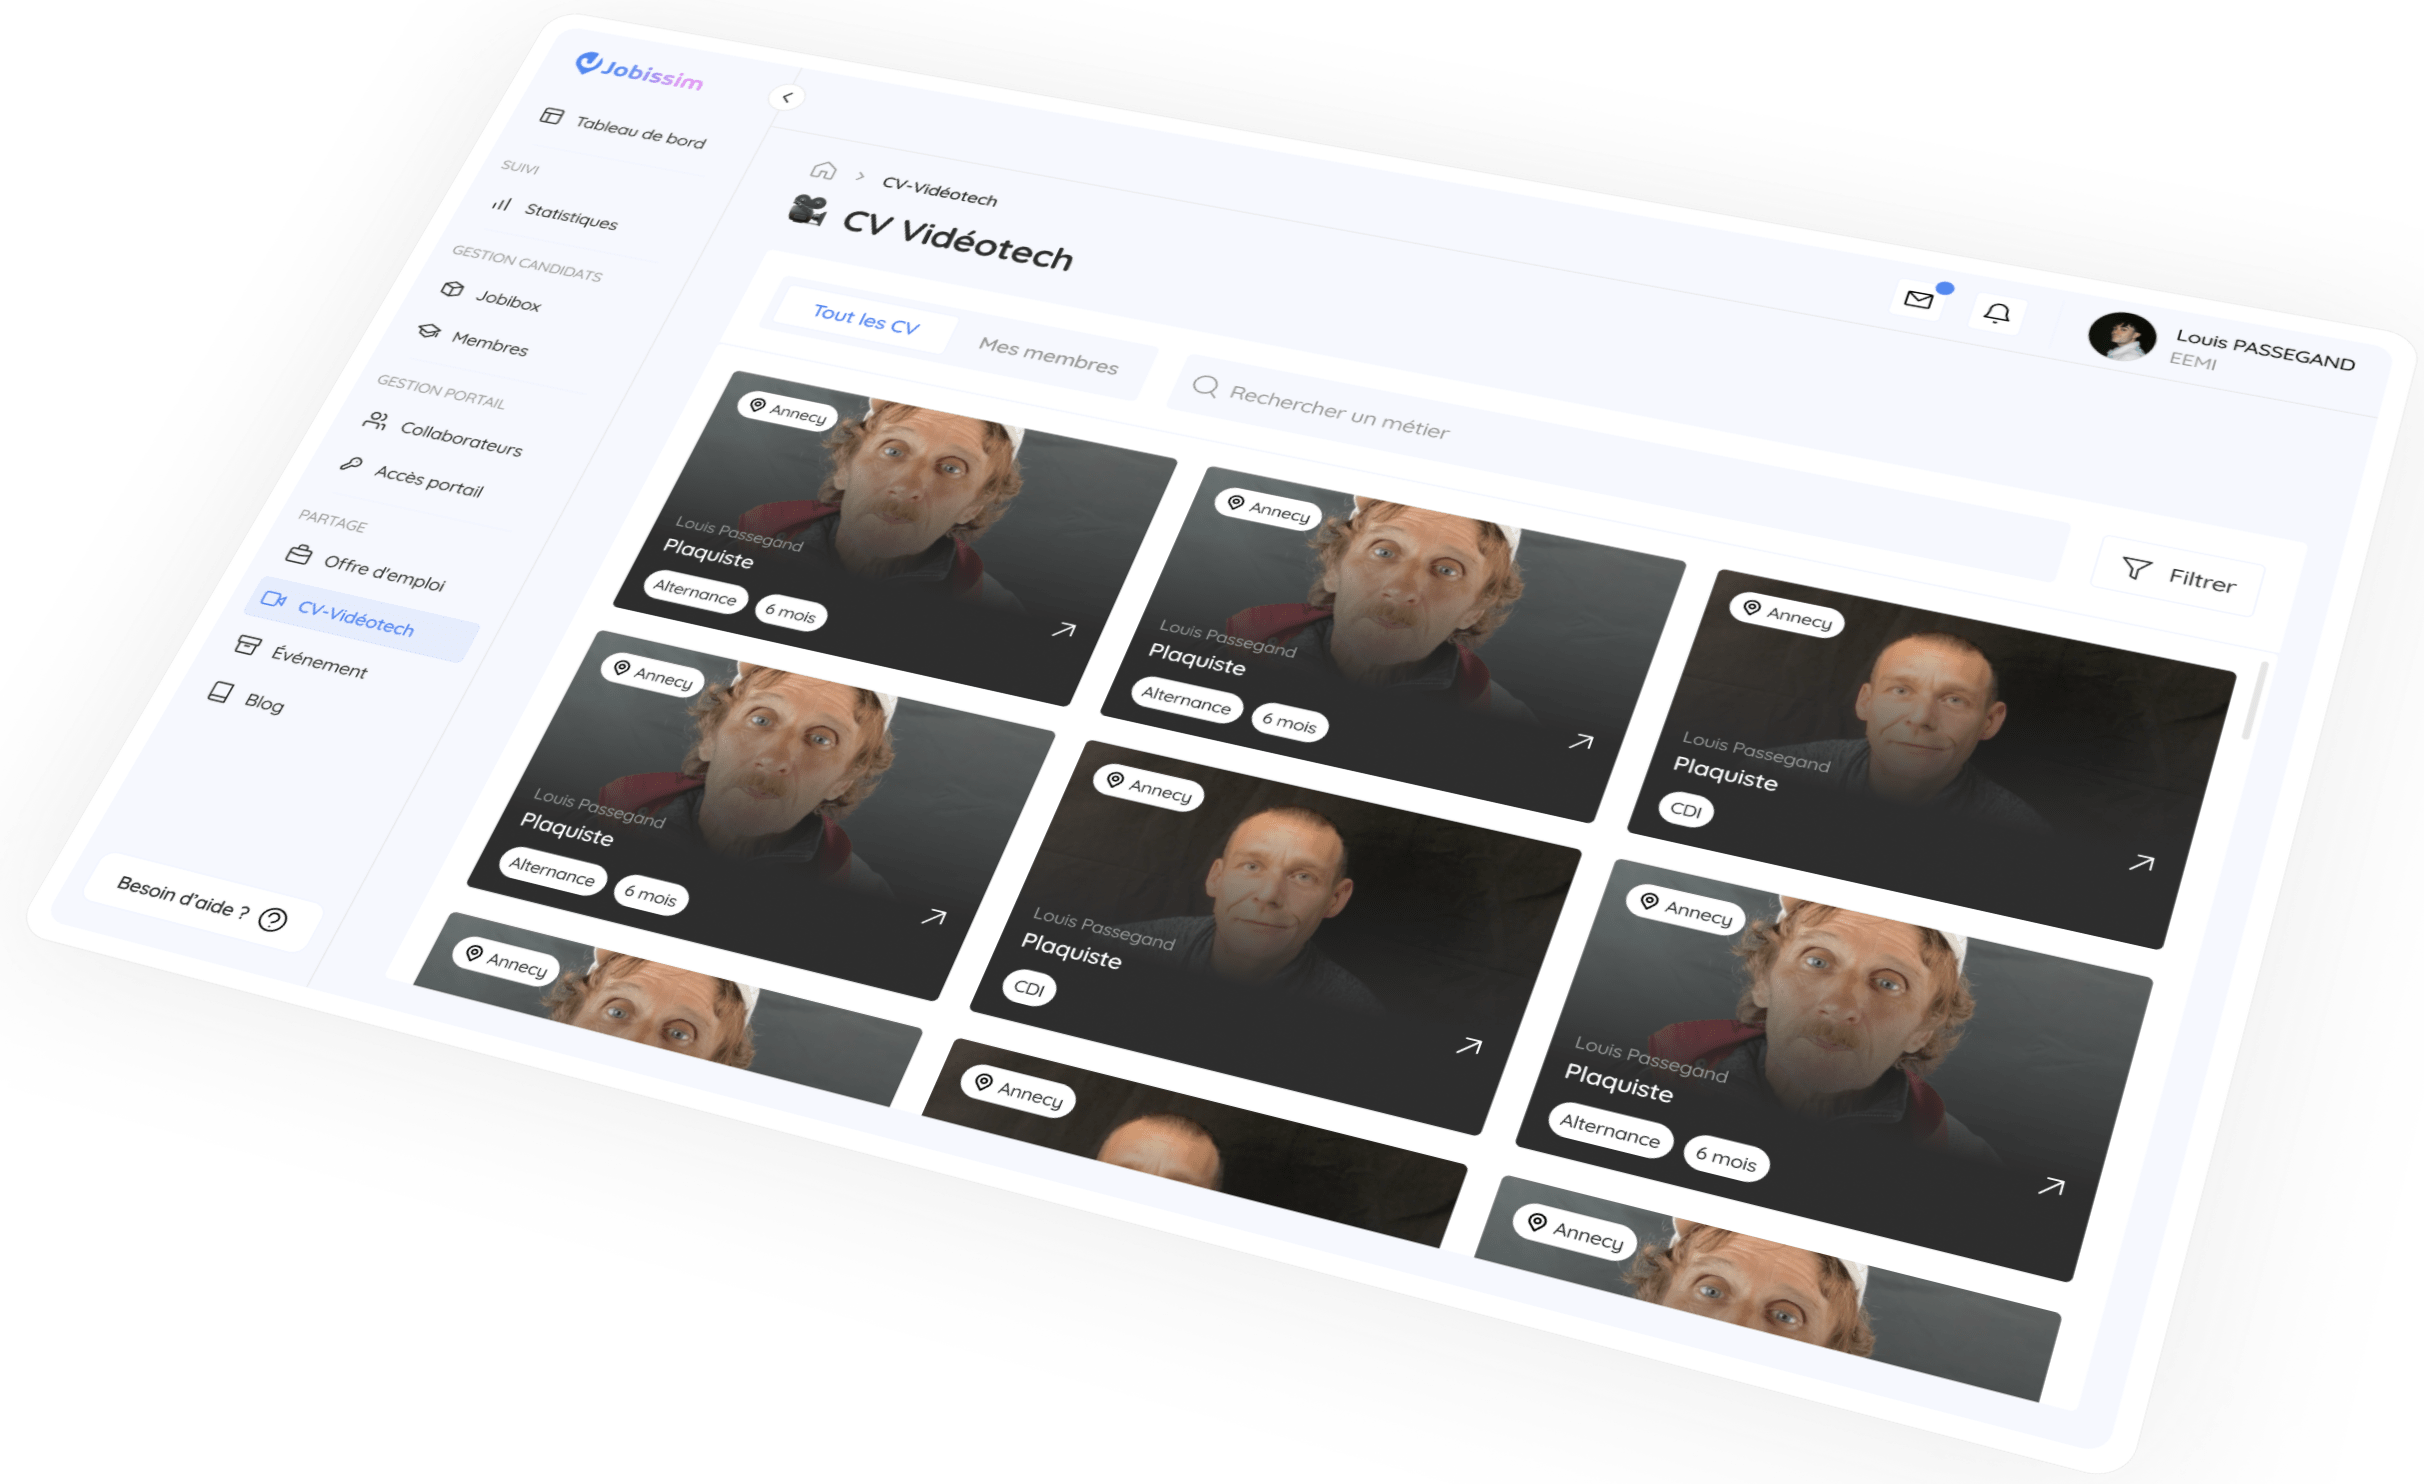 Jobissim
Tableau de bord
SUIVI
Statistiques
GESTION CANDIDATS
Jobibox
Membres
GESTION PORTAIL
Collaborateurs
Accès portail
PARTAGE
Offre d'emploi
CV-Vidéotech
Événement
Blog
Besoin d'aide ?
CV-Vidéotech
CV Vidéotech
Louis PASSEGAND
EEMI
Tout les CV
Mes membres
Rechercher un métier
Filtrer
Annecy
Louis Passegand
Plaquiste
Alternance
6 mois
Annecy
Louis Passegand
Plaquiste
Alternance
6 mois
Annecy
Louis Passegand
Plaquiste
CDI
Annecy
Louis Passegand
Plaquiste
Alternance
6 mois
Annecy
Louis Passegand
Plaquiste
CDI
Annecy
Louis Passegand
Plaquiste
Alternance
6 mois
Annecy
Annecy
Annecy